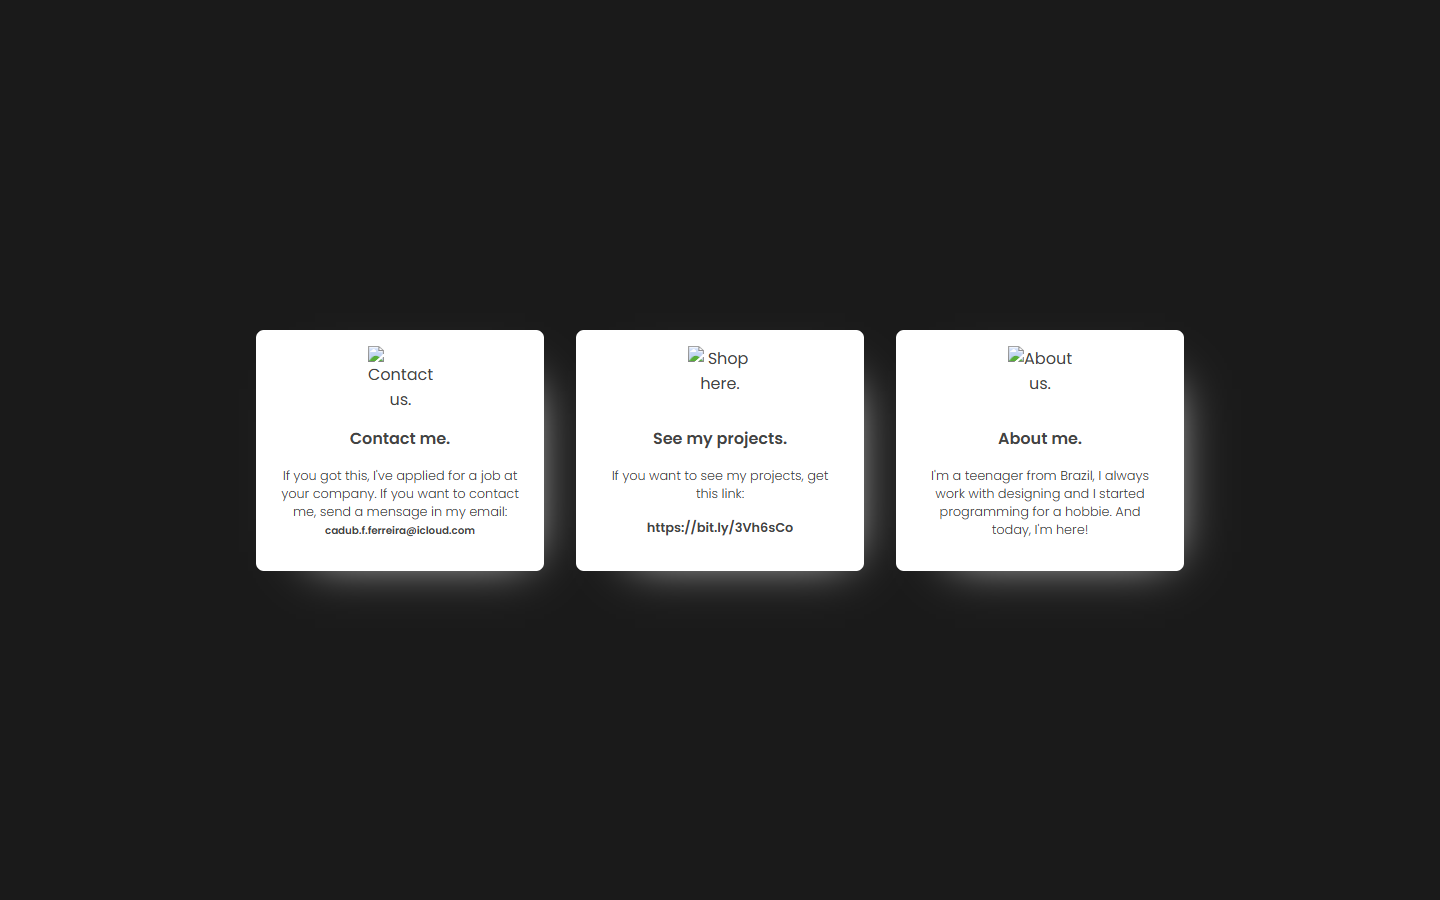 Contact
us.
Contact me.
If you got this, I've applied for a job at
your company. If you want to contact
me, send a mensage in my email:
cadub.f.ferreira@icloud.com
Shop
here.
See my projects.
If you want to see my projects, get
this link:
https://bit.ly/3Vh6sCo
About
us.
About me.
I'm a teenager from Brazil, I always
work with designing and I started
programming for a hobbie. And
today, I'm here!